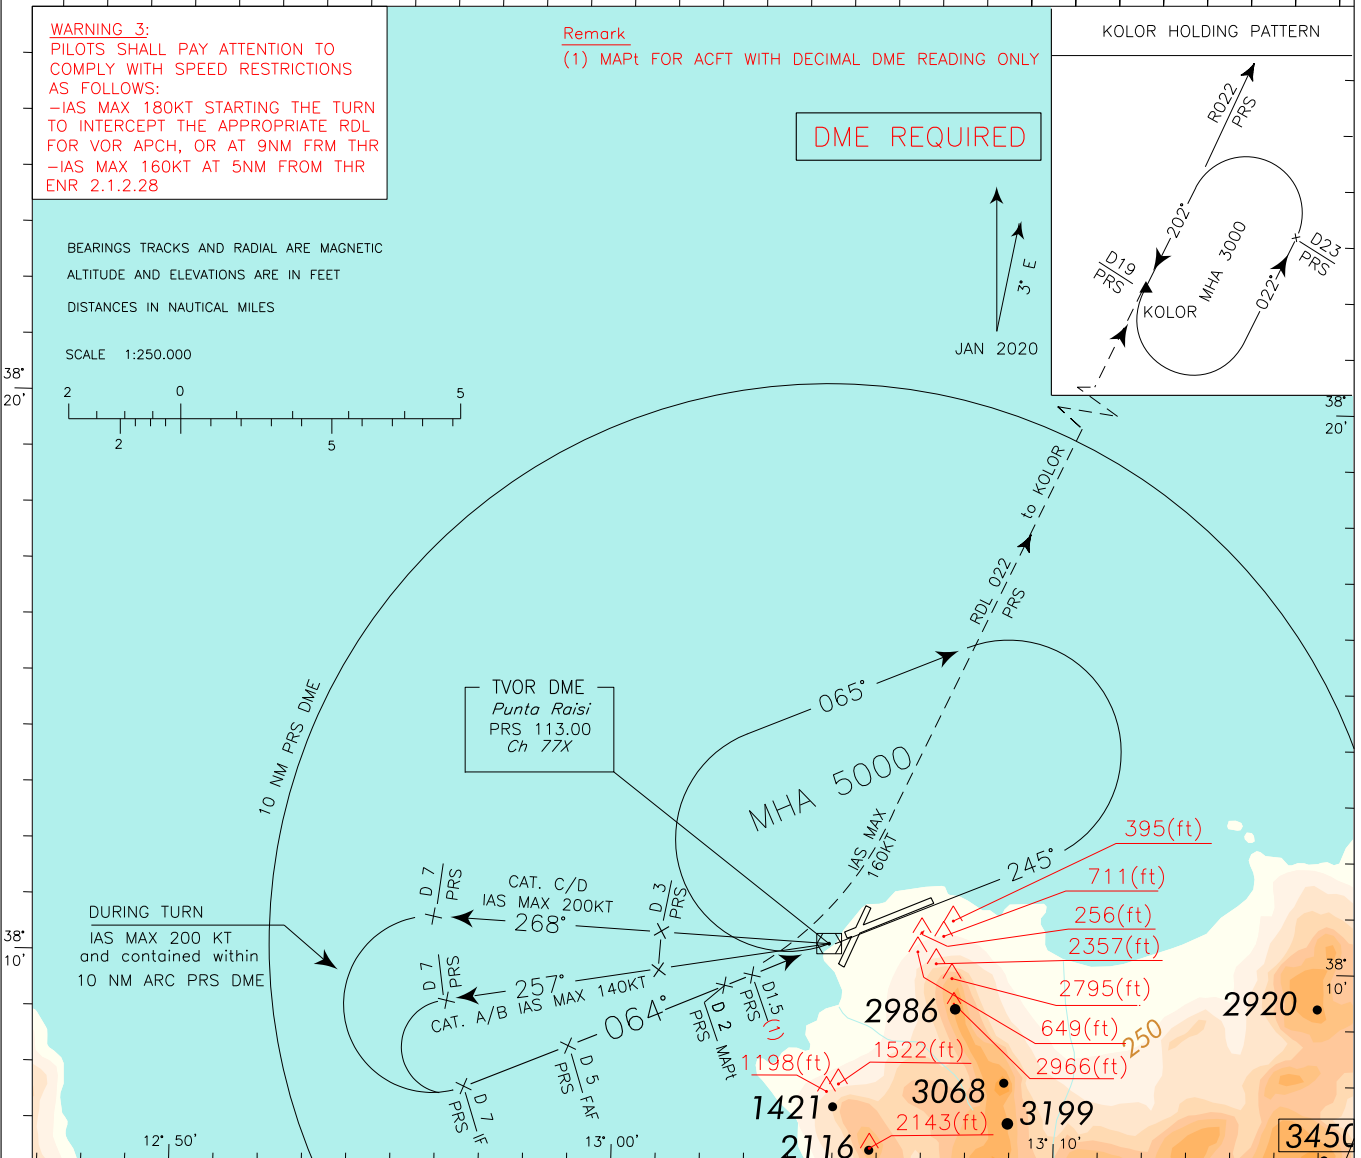 WARNING 3:
PILOTS SHALL PAY ATTENTION TO
COMPLY WITH SPEED RESTRICTIONS
AS FOLLOWS:
-IAS MAX 180KT STARTING THE TURN
TO INTERCEPT THE APPROPRIATE RDL
FOR VOR APCH, OR AT 9NM FRM THR
-IAS MAX 160KT AT 5NM FROM THR
ENR 2.1.2.28
Remark
(1) MAPt FOR ACFT WITH DECIMAL DME READING ONLY
DME REQUIRED
KOLOR HOLDING PATTERN
R022
PRS
202°
D19
PRS
MHA 3000
D23
PRS
022°
KOLOR
3° E
JAN 2020
BEARINGS TRACKS AND RADIAL ARE MAGNETIC
ALTITUDE AND ELEVATIONS ARE IN FEET
DISTANCES IN NAUTICAL MILES
SCALE 1:250.000
2 0 5
2 5
38°
20'
38°
20'
to KOLOR
RDL 022
PRS
10 NM PRS DME
TVOR DME
Punta Raisi
PRS 113.00
Ch 77X
065°
MHA 5000
IAS MAX
160KT
245°
395(ft)
711(ft)
256(ft)
2357(ft)
2795(ft)
649(ft)
2966(ft)
D 7
PRS
CAT. C/D
IAS MAX 200KT
268°
D 3
PRS
DURING TURN
IAS MAX 200 KT
and contained within
10 NM ARC PRS DME
D 7
PRS
257°
CAT. A/B IAS MAX 140KT
064°
D1.5
PRS
(1)
D 2 MAPt
PRS
D 5 FAF
PRS
D 7 IF
PRS
38°
10'
38°
10'
2986
2920
250
1198(ft)
1522(ft)
1421
3068
3199
2143(ft)
2116
3450
12° 50'
13° 00'
13° 10'